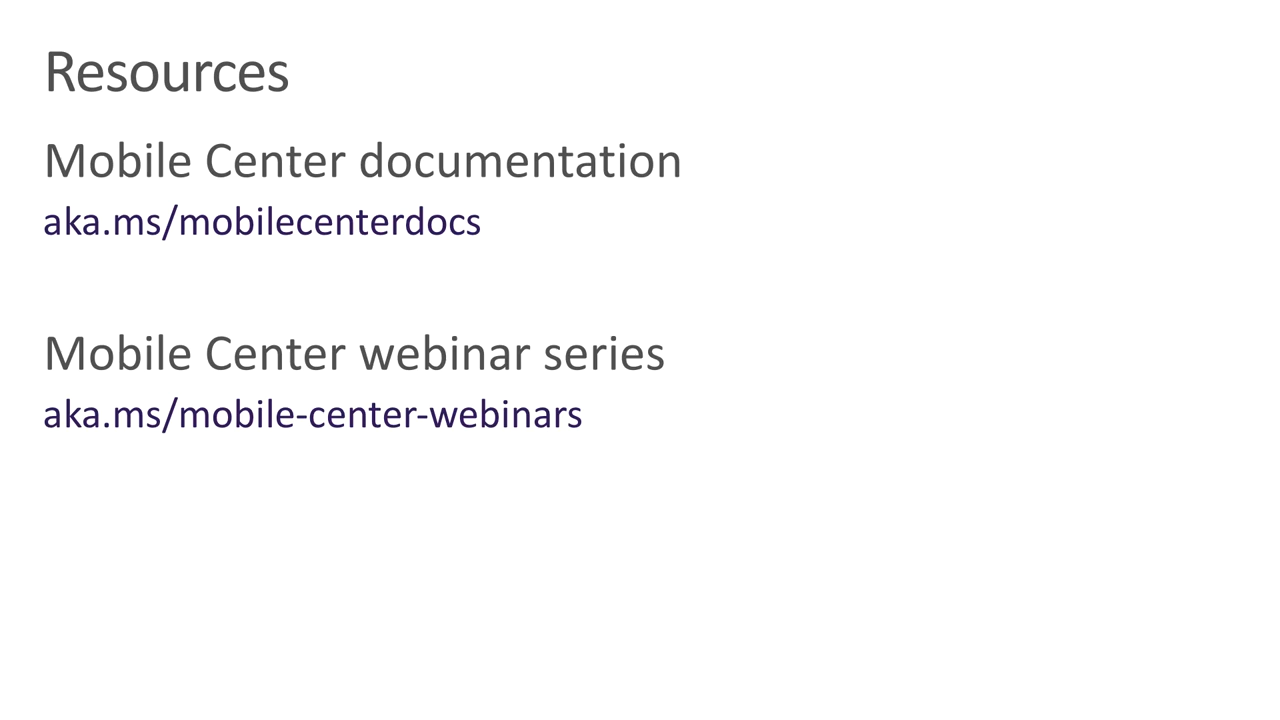 Resources
Mobile Center documentation
aka.ms/mobilecenterdocs
Mobile Center webinar series
aka.ms/mobile-center-webinars